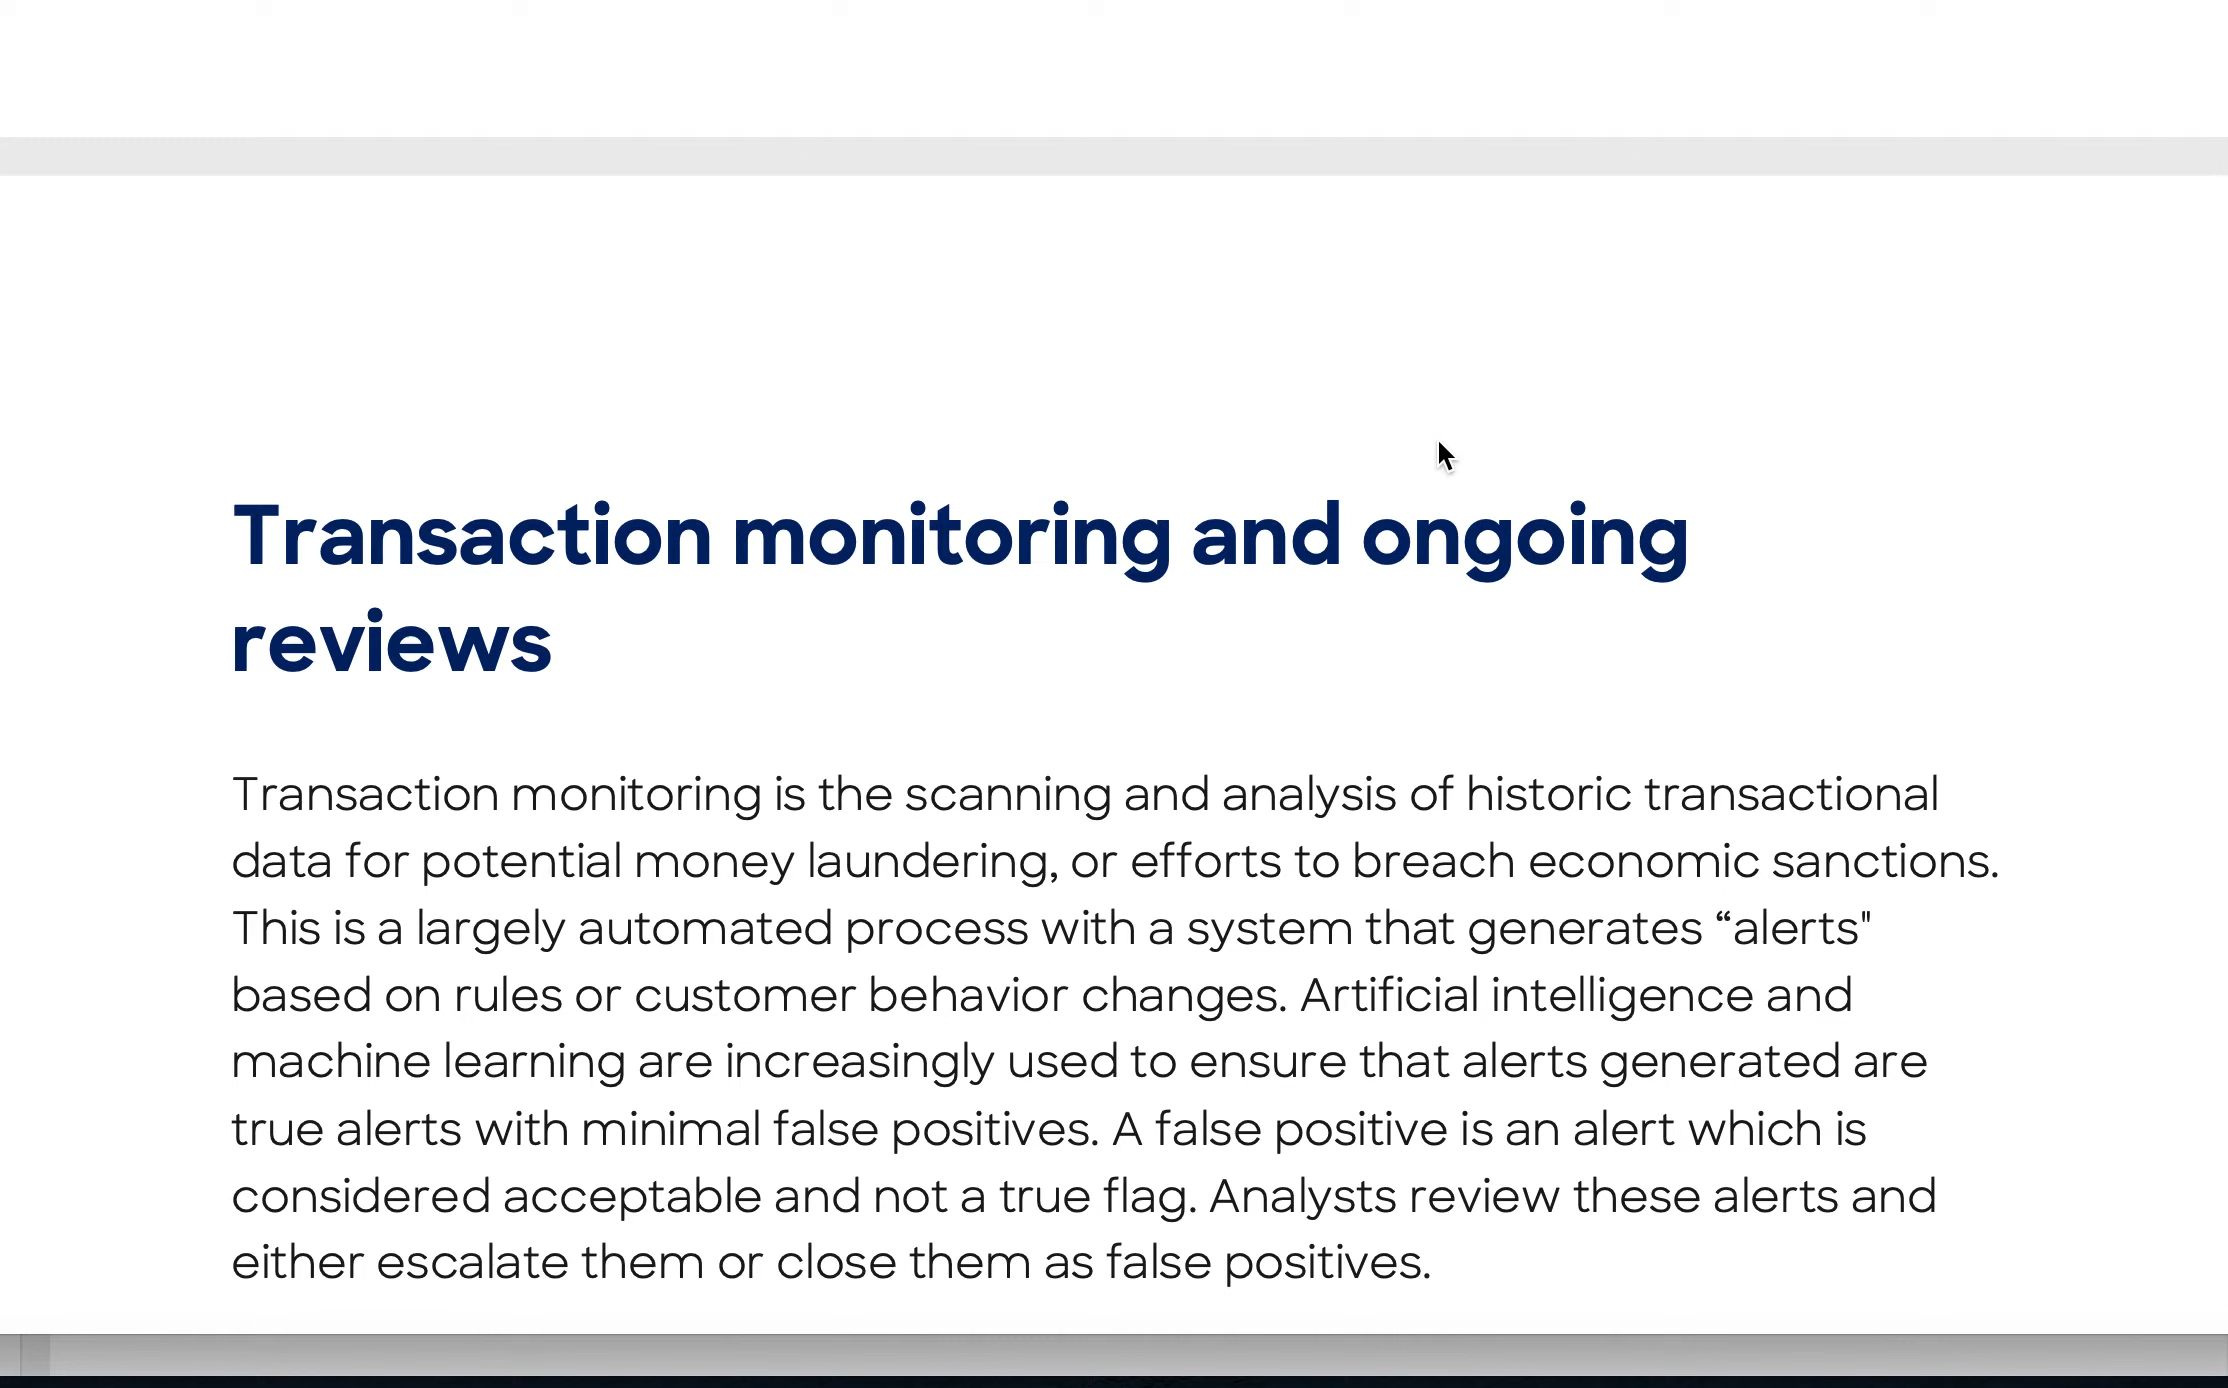 Transaction monitoring and ongoing
reviews
Transaction monitoring is the scanning and analysis of historic transactional
data for potential money laundering, or efforts to breach economic sanctions.
This is a largely automated process with a system that generates “alerts"
based on rules or customer behavior changes. Artificial intelligence and
machine learning are increasingly used to ensure that alerts generated are
true alerts with minimal false positives. A false positive is an alert which is
considered acceptable and not a true flag. Analysts review these alerts and
either escalate them or close them as false positives.